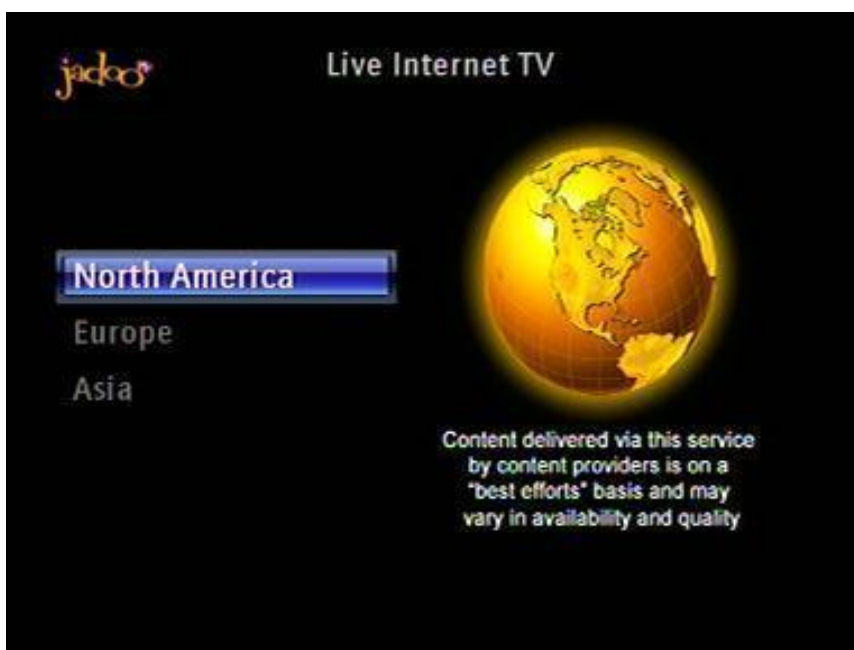 jadoo
Live Internet TV
North America
Europe
Asia
Content delivered via this service
by content providers is on a
"best efforts" basis and may
vary in availability and quality